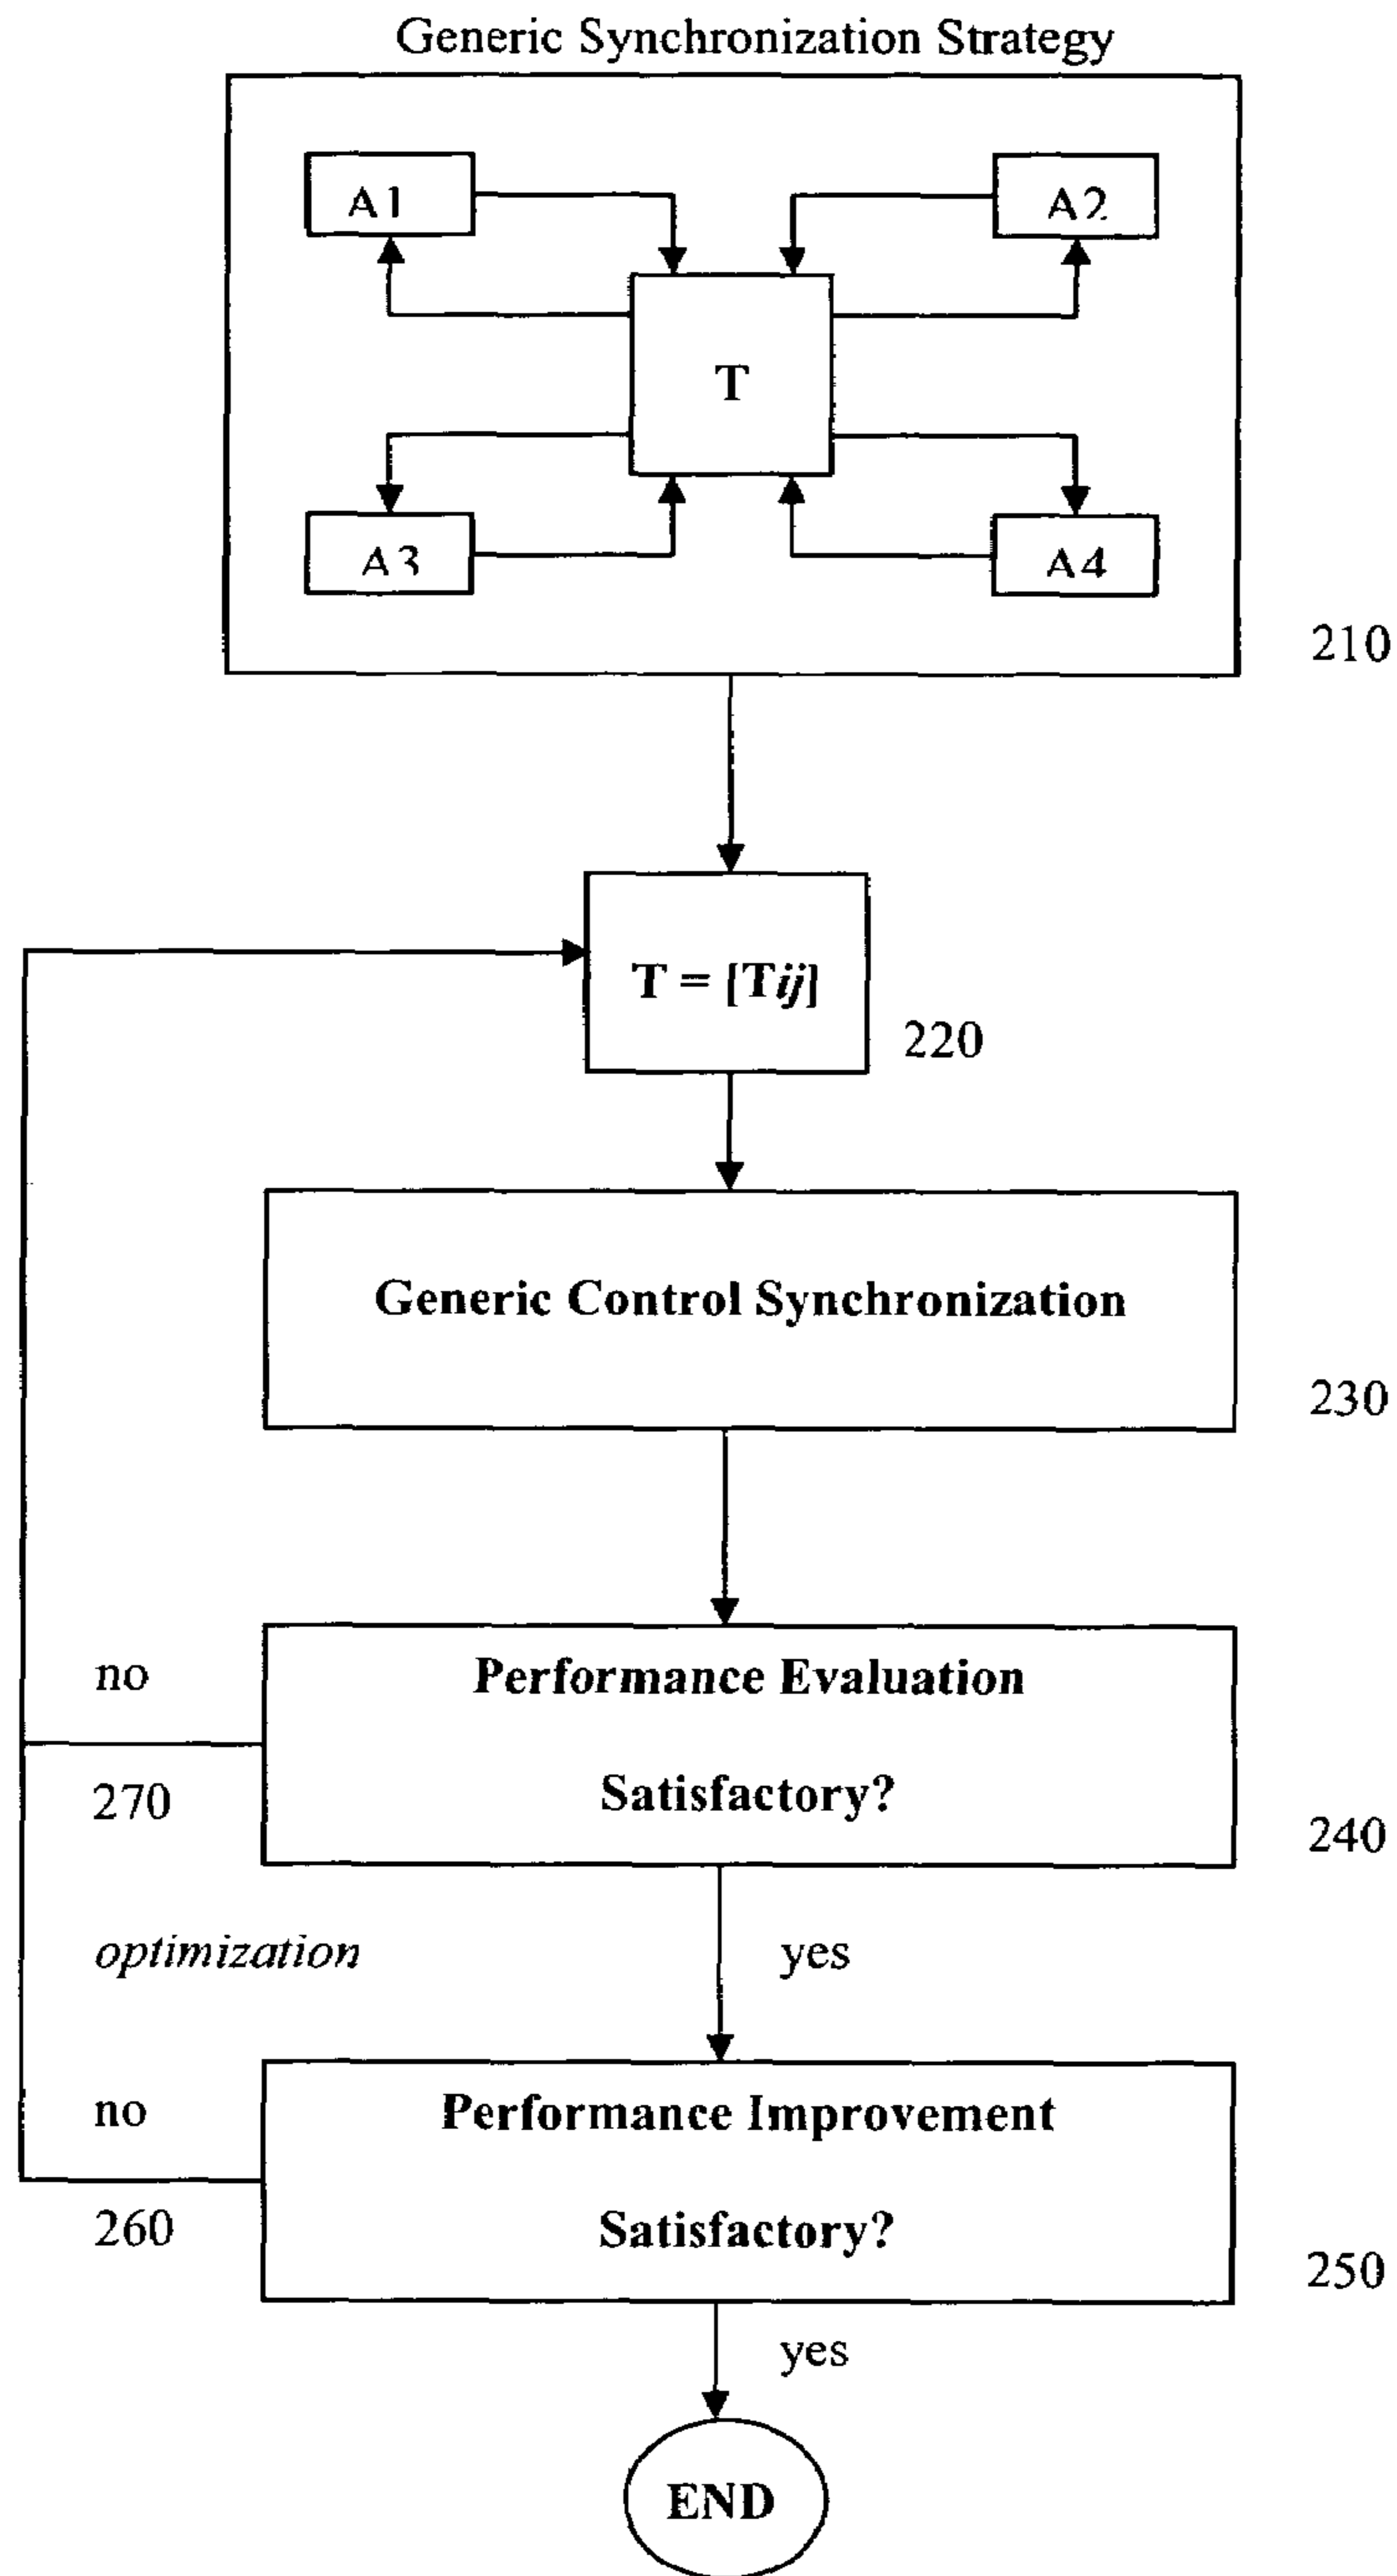 Generic Synchronization Strategy
A1
A2
T
A3
A4
210
T = [Tij]
220
Generic Control Synchronization
230
no
Performance Evaluation
Satisfactory?
270
240
optimization
yes
no
Performance Improvement
Satisfactory?
260
250
yes
END